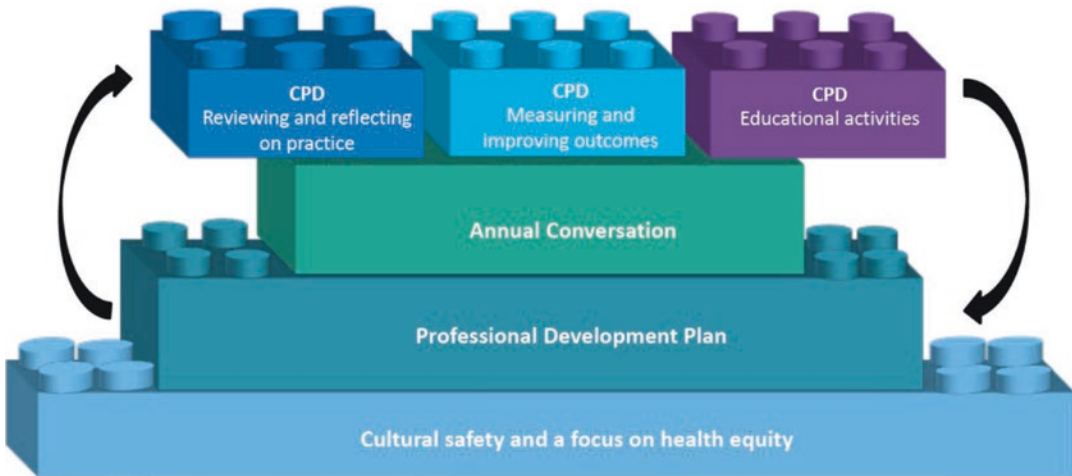 CPD
Reviewing and reflecting
on practice
CPD
Measuring and
improving outcomes
CPD
Educational activities
Annual Conversation
Professional Development Plan
Cultural safety and a focus on health equity